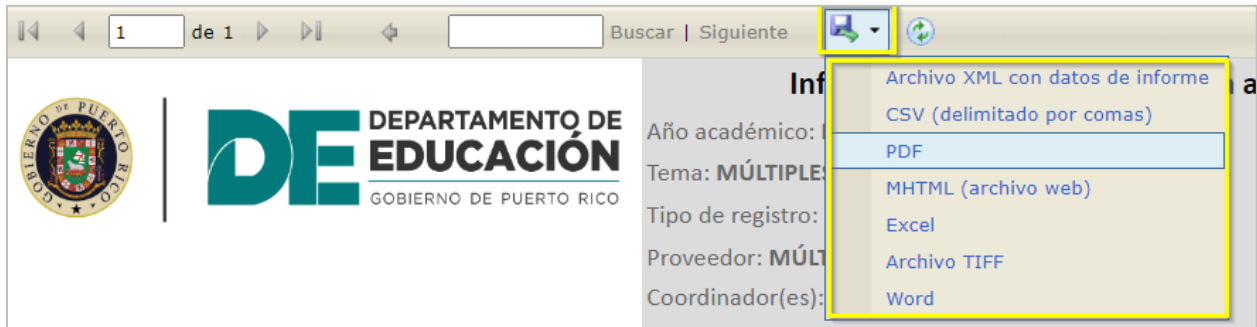 1 de 1 Buscar | Siguiente
GOBIERNO DE PUERTO RICO
DEPARTAMENTO DE
EDUCACIÓN
GOBIERNO DE PUERTO RICO
Inf
a
Año académico:
Tema: MÚLTIPLES
Tipo de registro:
Proveedor: MÚLT
Coordinador(es):
Archivo XML con datos de informe
CSV (delimitado por comas)
PDF
MHTML (archivo web)
Excel
Archivo TIFF
Word